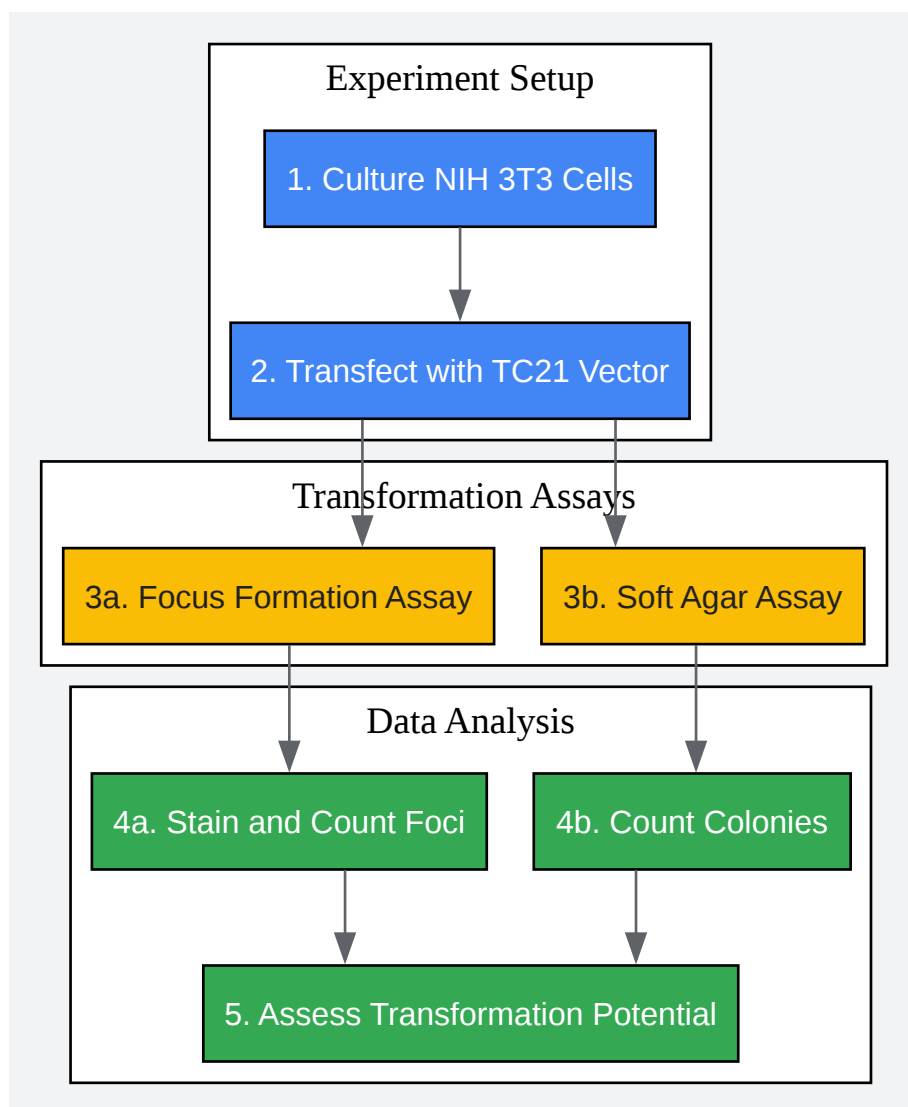 Experiment Setup
1. Culture NIH 3T3 Cells
2. Transfect with TC21 Vector
Transformation Assays
3a. Focus Formation Assay
3b. Soft Agar Assay
Data Analysis
4a. Stain and Count Foci
4b. Count Colonies
5. Assess Transformation Potential